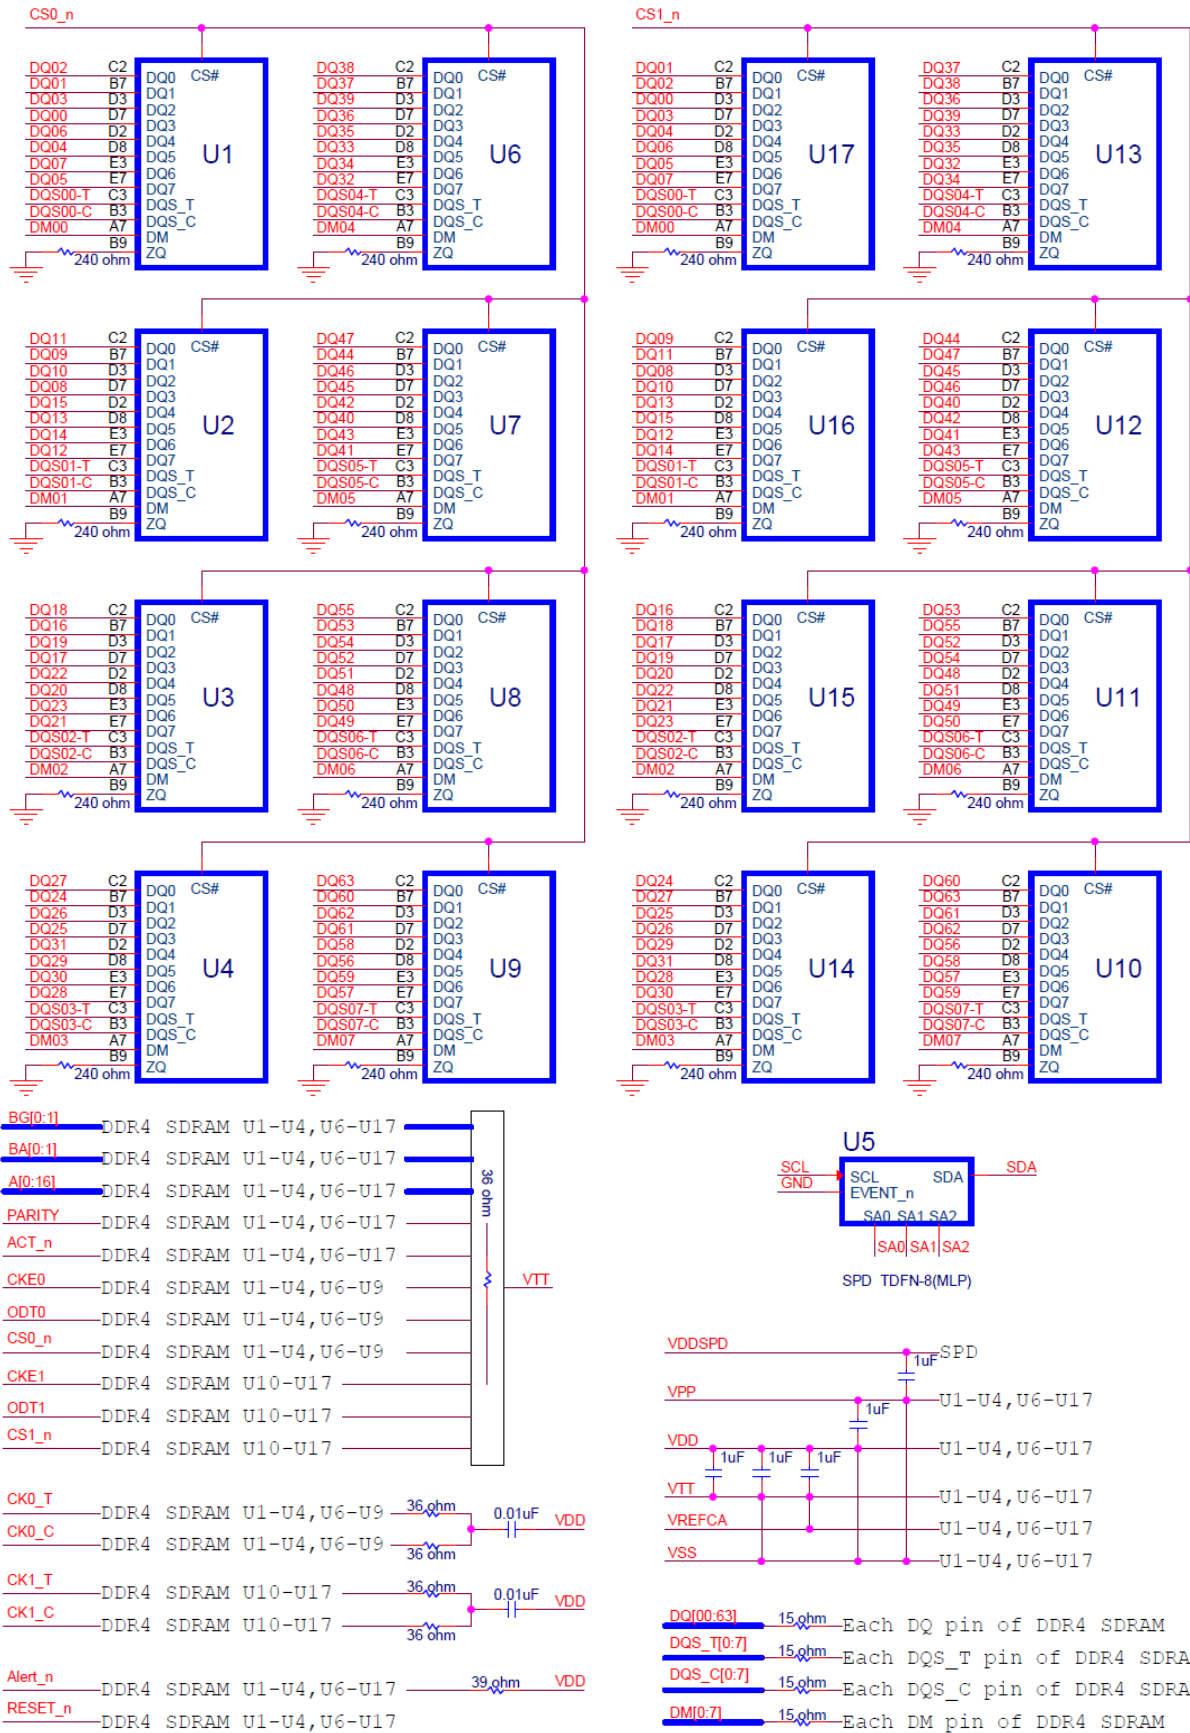 CS0_n
DQ02 C2 DQ0 CS#
DQ01 B7 DQ1
DQ03 D3 DQ2
DQ00 D7 DQ3
DQ06 D2 DQ4
DQ04 D8 DQ5
DQ07 E3 DQ6
DQ05 E7 DQ7
DQS00-T C3 DQS_T
DQS00-C B3 DQS_C
DM00 A7 DM
B9 ZQ
240 ohm
U1
DQ38 C2 DQ0 CS#
DQ37 B7 DQ1
DQ39 D3 DQ2
DQ36 D7 DQ3
DQ35 D2 DQ4
DQ33 D8 DQ5
DQ34 E3 DQ6
DQ32 E7 DQ7
DQS04-T C3 DQS_T
DQS04-C B3 DQS_C
DM04 A7 DM
B9 ZQ
240 ohm
U6
CS1_n
DQ01 C2 DQ0 CS#
DQ02 B7 DQ1
DQ00 D3 DQ2
DQ03 D7 DQ3
DQ04 D2 DQ4
DQ06 D8 DQ5
DQ05 E3 DQ6
DQ07 E7 DQ7
DQS00-T C3 DQS_T
DQS00-C B3 DQS_C
DM00 A7 DM
B9 ZQ
240 ohm
U17
DQ37 C2 DQ0 CS#
DQ38 B7 DQ1
DQ36 D3 DQ2
DQ39 D7 DQ3
DQ33 D2 DQ4
DQ35 D8 DQ5
DQ32 E3 DQ6
DQ34 E7 DQ7
DQS04-T C3 DQS_T
DQS04-C B3 DQS_C
DM04 A7 DM
B9 ZQ
240 ohm
U13
DQ11 C2 DQ0 CS#
DQ09 B7 DQ1
DQ10 D3 DQ2
DQ08 D7 DQ3
DQ15 D2 DQ4
DQ13 D8 DQ5
DQ14 E3 DQ6
DQ12 E7 DQ7
DQS01-T C3 DQS_T
DQS01-C B3 DQS_C
DM01 A7 DM
B9 ZQ
240 ohm
U2
DQ47 C2 DQ0 CS#
DQ44 B7 DQ1
DQ46 D3 DQ2
DQ45 D7 DQ3
DQ42 D2 DQ4
DQ40 D8 DQ5
DQ43 E3 DQ6
DQ41 E7 DQ7
DQS05-T C3 DQS_T
DQS05-C B3 DQS_C
DM05 A7 DM
B9 ZQ
240 ohm
U7
DQ09 C2 DQ0 CS#
DQ11 B7 DQ1
DQ08 D3 DQ2
DQ10 D7 DQ3
DQ13 D2 DQ4
DQ15 D8 DQ5
DQ12 E3 DQ6
DQ14 E7 DQ7
DQS01-T C3 DQS_T
DQS01-C B3 DQS_C
DM01 A7 DM
B9 ZQ
240 ohm
U16
DQ44 C2 DQ0 CS#
DQ47 B7 DQ1
DQ45 D3 DQ2
DQ46 D7 DQ3
DQ40 D2 DQ4
DQ42 D8 DQ5
DQ41 E3 DQ6
DQ43 E7 DQ7
DQS05-T C3 DQS_T
DQS05-C B3 DQS_C
DM05 A7 DM
B9 ZQ
240 ohm
U12
DQ18 C2 DQ0 CS#
DQ16 B7 DQ1
DQ19 D3 DQ2
DQ17 D7 DQ3
DQ22 D2 DQ4
DQ20 D8 DQ5
DQ23 E3 DQ6
DQ21 E7 DQ7
DQS02-T C3 DQS_T
DQS02-C B3 DQS_C
DM02 A7 DM
B9 ZQ
240 ohm
U3
DQ55 C2 DQ0 CS#
DQ53 B7 DQ1
DQ54 D3 DQ2
DQ52 D7 DQ3
DQ51 D2 DQ4
DQ48 D8 DQ5
DQ50 E3 DQ6
DQ49 E7 DQ7
DQS06-T C3 DQS_T
DQS06-C B3 DQS_C
DM06 A7 DM
B9 ZQ
240 ohm
U8
DQ16 C2 DQ0 CS#
DQ18 B7 DQ1
DQ17 D3 DQ2
DQ19 D7 DQ3
DQ20 D2 DQ4
DQ22 D8 DQ5
DQ21 E3 DQ6
DQ23 E7 DQ7
DQS02-T C3 DQS_T
DQS02-C B3 DQS_C
DM02 A7 DM
B9 ZQ
240 ohm
U15
DQ53 C2 DQ0 CS#
DQ55 B7 DQ1
DQ52 D3 DQ2
DQ54 D7 DQ3
DQ48 D2 DQ4
DQ51 D8 DQ5
DQ49 E3 DQ6
DQ50 E7 DQ7
DQS06-T C3 DQS_T
DQS06-C B3 DQS_C
DM06 A7 DM
B9 ZQ
240 ohm
U11
DQ27 C2 DQ0 CS#
DQ24 B7 DQ1
DQ26 D3 DQ2
DQ25 D7 DQ3
DQ31 D2 DQ4
DQ29 D8 DQ5
DQ30 E3 DQ6
DQ28 E7 DQ7
DQS03-T C3 DQS_T
DQS03-C B3 DQS_C
DM03 A7 DM
B9 ZQ
240 ohm
U4
DQ63 C2 DQ0 CS#
DQ60 B7 DQ1
DQ62 D3 DQ2
DQ61 D7 DQ3
DQ58 D2 DQ4
DQ56 D8 DQ5
DQ59 E3 DQ6
DQ57 E7 DQ7
DQS07-T C3 DQS_T
DQS07-C B3 DQS_C
DM07 A7 DM
B9 ZQ
240 ohm
U9
DQ24 C2 DQ0 CS#
DQ27 B7 DQ1
DQ25 D3 DQ2
DQ26 D7 DQ3
DQ29 D2 DQ4
DQ31 D8 DQ5
DQ28 E3 DQ6
DQ30 E7 DQ7
DQS03-T C3 DQS_T
DQS03-C B3 DQS_C
DM03 A7 DM
B9 ZQ
240 ohm
U14
DQ60 C2 DQ0 CS#
DQ63 B7 DQ1
DQ61 D3 DQ2
DQ62 D7 DQ3
DQ56 D2 DQ4
DQ58 D8 DQ5
DQ57 E3 DQ6
DQ59 E7 DQ7
DQS07-T C3 DQS_T
DQS07-C B3 DQS_C
DM07 A7 DM
B9 ZQ
240 ohm
U10
BG[0:1] DDR4 SDRAM U1-U4,U6-U17
BA[0:1] DDR4 SDRAM U1-U4,U6-U17
A[0:16] DDR4 SDRAM U1-U4,U6-U17
PARITY DDR4 SDRAM U1-U4,U6-U17
ACT_n DDR4 SDRAM U1-U4,U6-U17
CKE0 DDR4 SDRAM U1-U4,U6-U9
ODT0 DDR4 SDRAM U1-U4,U6-U9
CS0_n DDR4 SDRAM U1-U4,U6-U9
CKE1 DDR4 SDRAM U10-U17
ODT1 DDR4 SDRAM U10-U17
CS1_n DDR4 SDRAM U10-U17
36 ohm
VTT
CK0_T DDR4 SDRAM U1-U4,U6-U9 36 ohm
0.01uF VDD
CK0_C DDR4 SDRAM U1-U4,U6-U9 36 ohm
CK1_T DDR4 SDRAM U10-U17 36 ohm
0.01uF VDD
CK1_C DDR4 SDRAM U10-U17 36 ohm
Alert_n DDR4 SDRAM U1-U4,U6-U17 39 ohm VDD
RESET_n DDR4 SDRAM U1-U4,U6-U17
U5
SCL SCL SDA SDA
GND EVENT_n
SA0 SA1 SA2
SA0 SA1 SA2
SPD TDFN-8(MLP)
VDDSPD SPD
1uF
VPP U1-U4,U6-U17
1uF
VDD U1-U4,U6-U17
1uF 1uF 1uF
VTT U1-U4,U6-U17
VREFCA U1-U4,U6-U17
VSS U1-U4,U6-U17
DQ[00:63] 15 ohm Each DQ pin of DDR4 SDRAM
DQS_T[0:7] 15 ohm Each DQS_T pin of DDR4 SDRA
DQS_C[0:7] 15 ohm Each DQS_C pin of DDR4 SDRA
DM[0:7] 15 ohm Each DM pin of DDR4 SDRAM